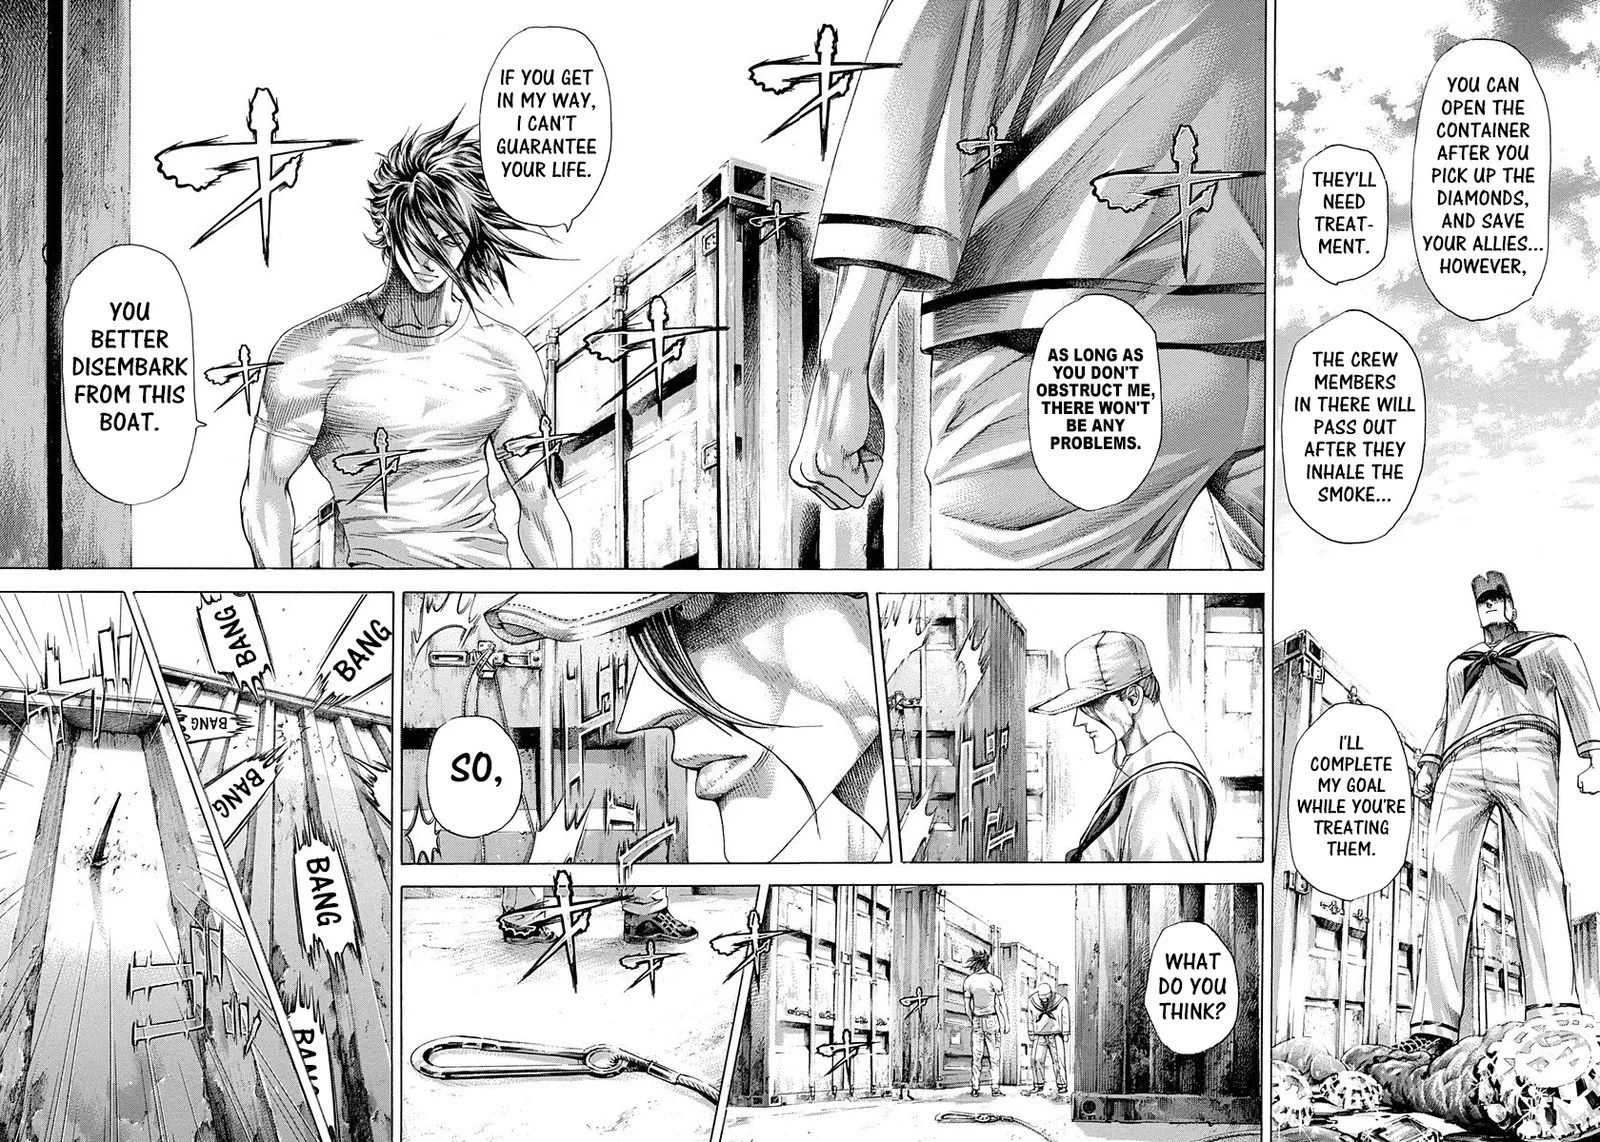 YOU CAN
OPEN THE
CONTAINER
AFTER YOU
PICK UP THE
DIAMONDS,
AND SAVE
YOUR ALLIES...
HOWEVER,
THEY'LL
NEED
TREAT-
MENT.
THE CREW
MEMBERS
IN THERE WILL
PASS OUT
AFTER THEY
INHALE THE
SMOKE...
I'LL
COMPLETE
MY GOAL
WHILE YOU'RE
TREATING
THEM.
AS LONG AS
YOU DON'T
OBSTRUCT ME,
THERE WON'T
BE ANY
PROBLEMS.
IF YOU GET
IN MY WAY,
I CAN'T
GUARANTEE
YOUR LIFE.
YOU
BETTER
DISEMBARK
FROM THIS
BOAT.
SO,
WHAT
DO YOU
THINK?
BANG
BANG
BANG
BANG
BANG
BANG